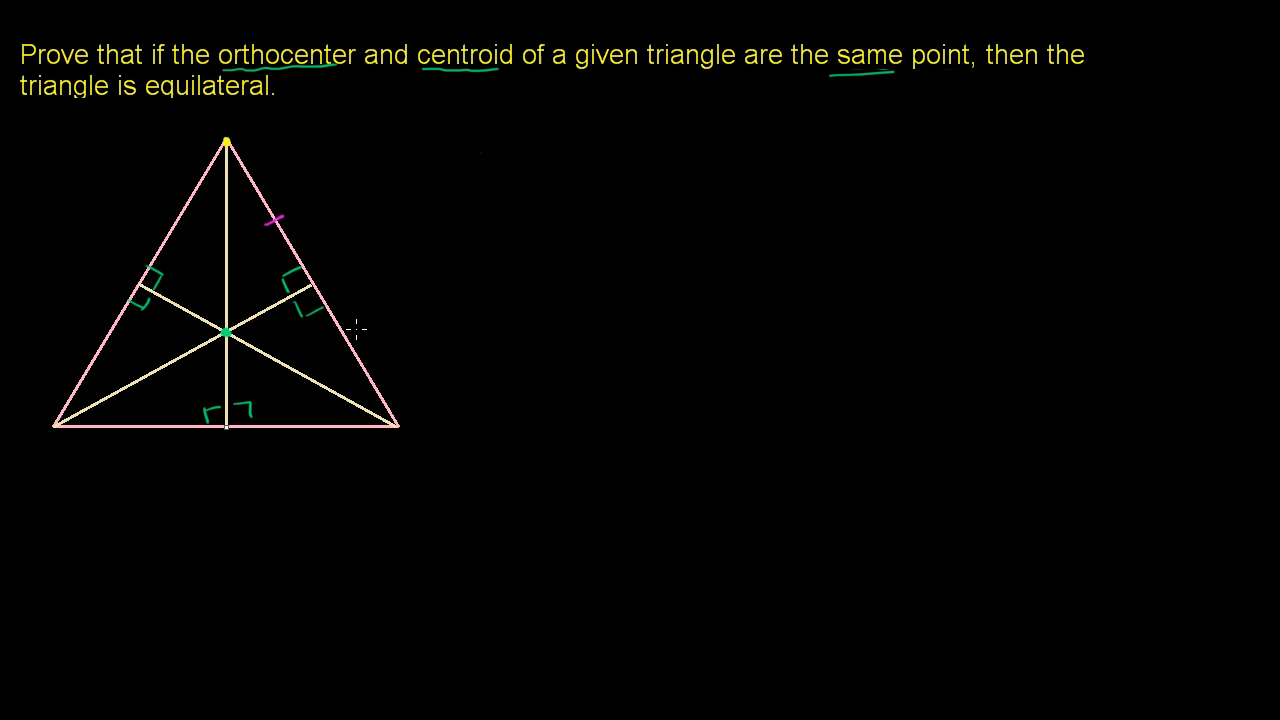 Prove that if the orthocenter and centroid of a given triangle are the same point, then the
triangle is equilateral.